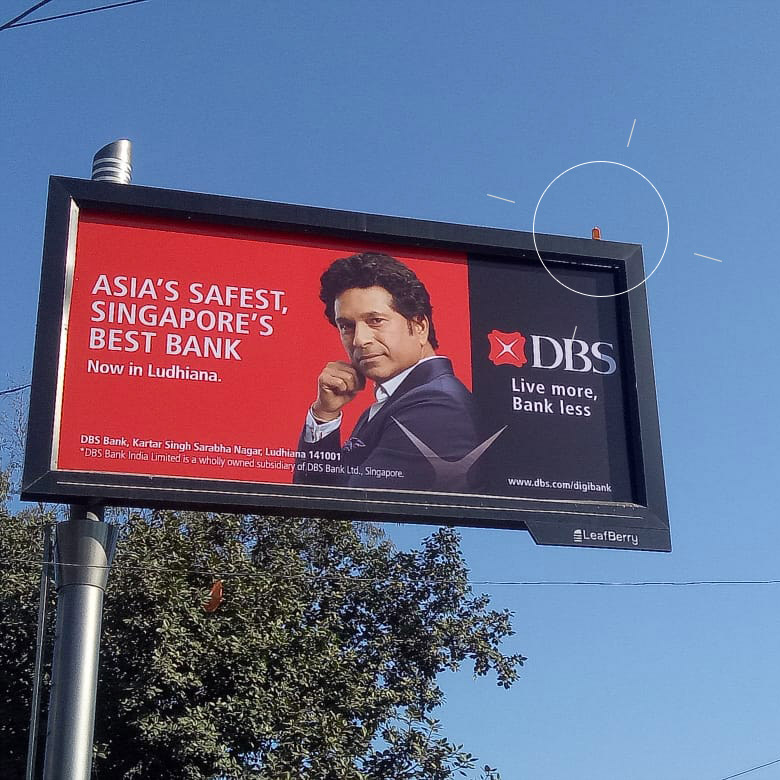 ASIA'S SAFEST,
SINGAPORE'S
BEST BANK
Now in Ludhiana.
DBS Bank, Kartar Singh Sarabha Nagar, Ludhiana 141001
*DBS Bank India Limited is a wholly owned subsidiary of DBS Bank Ltd., Singapore.
DBS
Live more,
Bank less
www.dbs.com/digibank
LeafBerry